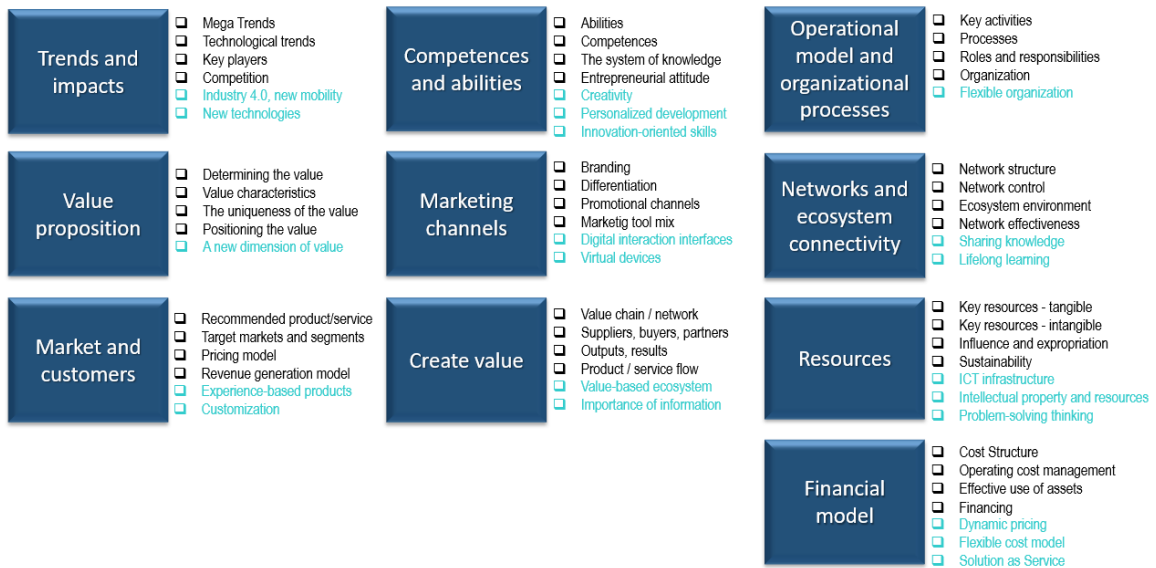 Trends and
impacts
Mega Trends
Technological trends
Key players
Competition
Industry 4.0, new mobility
New technologies
Value
proposition
Determining the value
Value characteristics
The uniqueness of the value
Positioning the value
A new dimension of value
Market and
customers
Recommended product/service
Target markets and segments
Pricing model
Revenue generation model
Experience-based products
Customization
Competences
and abilities
Abilities
Competences
The system of knowledge
Entrepreneurial attitude
Creativity
Personalized development
Innovation-oriented skills
Marketing
channels
Branding
Differentiation
Promotional channels
Marketig tool mix
Digital interaction interfaces
Virtual devices
Create value
Value chain / network
Suppliers, buyers, partners
Outputs, results
Product / service flow
Value-based ecosystem
Importance of information
Operational
model and
organizational
processes
Key activities
Processes
Roles and responsibilities
Organization
Flexible organization
Networks and
ecosystem
connectivity
Network structure
Network control
Ecosystem environment
Network effectiveness
Sharing knowledge
Lifelong learning
Resources
Key resources - tangible
Key resources - intangible
Influence and expropriation
Sustainability
ICT infrastructure
Intellectual property and resources
Problem-solving thinking
Financial
model
Cost Structure
Operating cost management
Effective use of assets
Financing
Dynamic pricing
Flexible cost model
Solution as Service